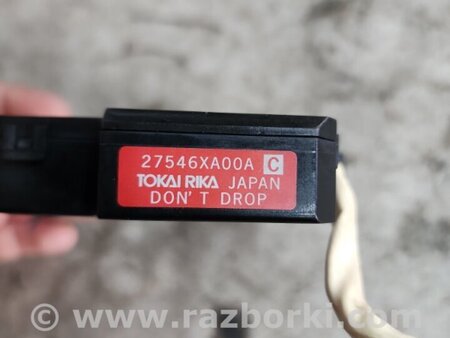 27546XA00A C
TOKAI RIKA JAPAN
DON'T DROP
© www.razborki.com